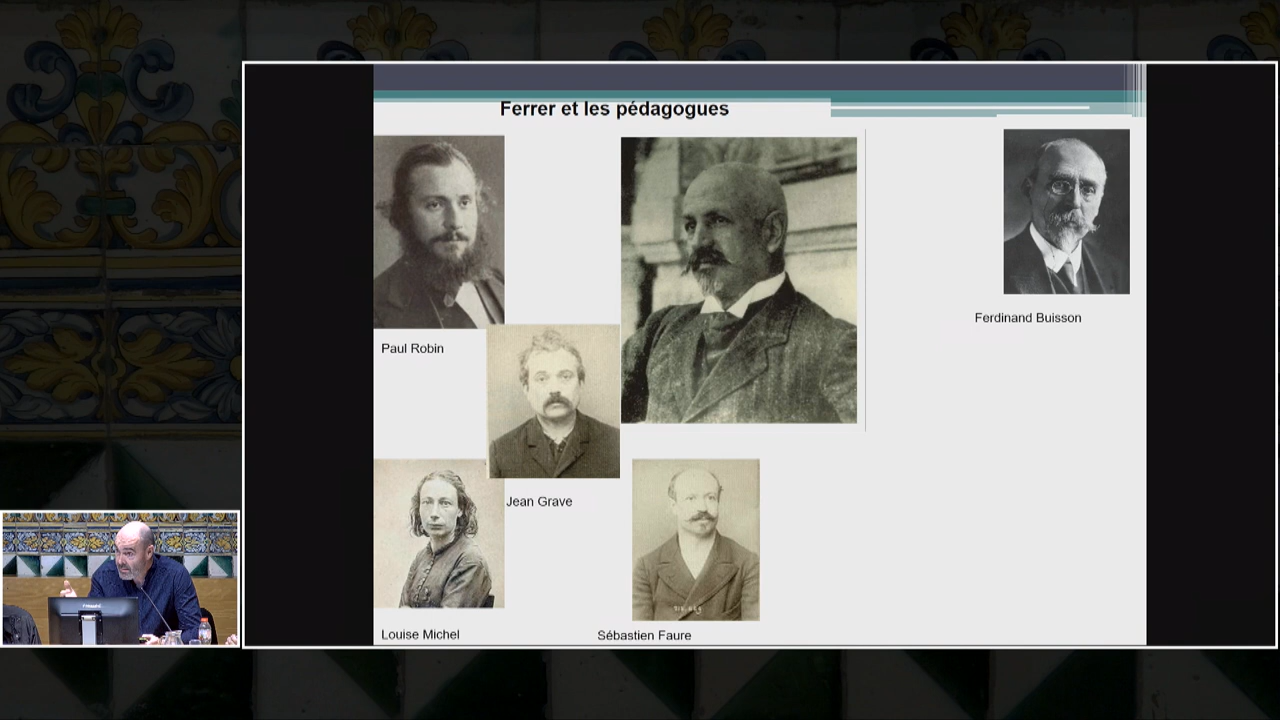 Ferrer et les pédagogues
Paul Robin
Ferdinand Buisson
Jean Grave
Louise Michel
Sébastien Faure